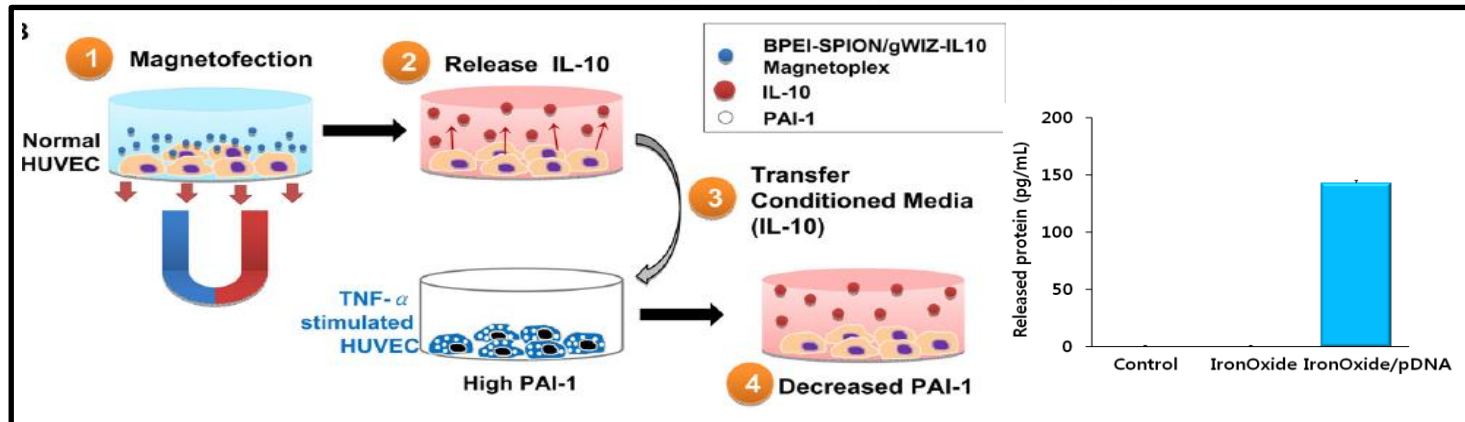 1 Magnetofection
Normal
HUVEC
2 Release IL-10
BPEI-SPION/gWIZ-IL10
Magnetoplex
IL-10
PAI-1
3 Transfer
Conditioned Media
(IL-10)
TNF-α
stimulated
HUVEC
High PAI-1
4 Decreased PAI-1
Released protein (pg/mL)
200
150
100
50
0
Control IronOxide IronOxide/pDNA